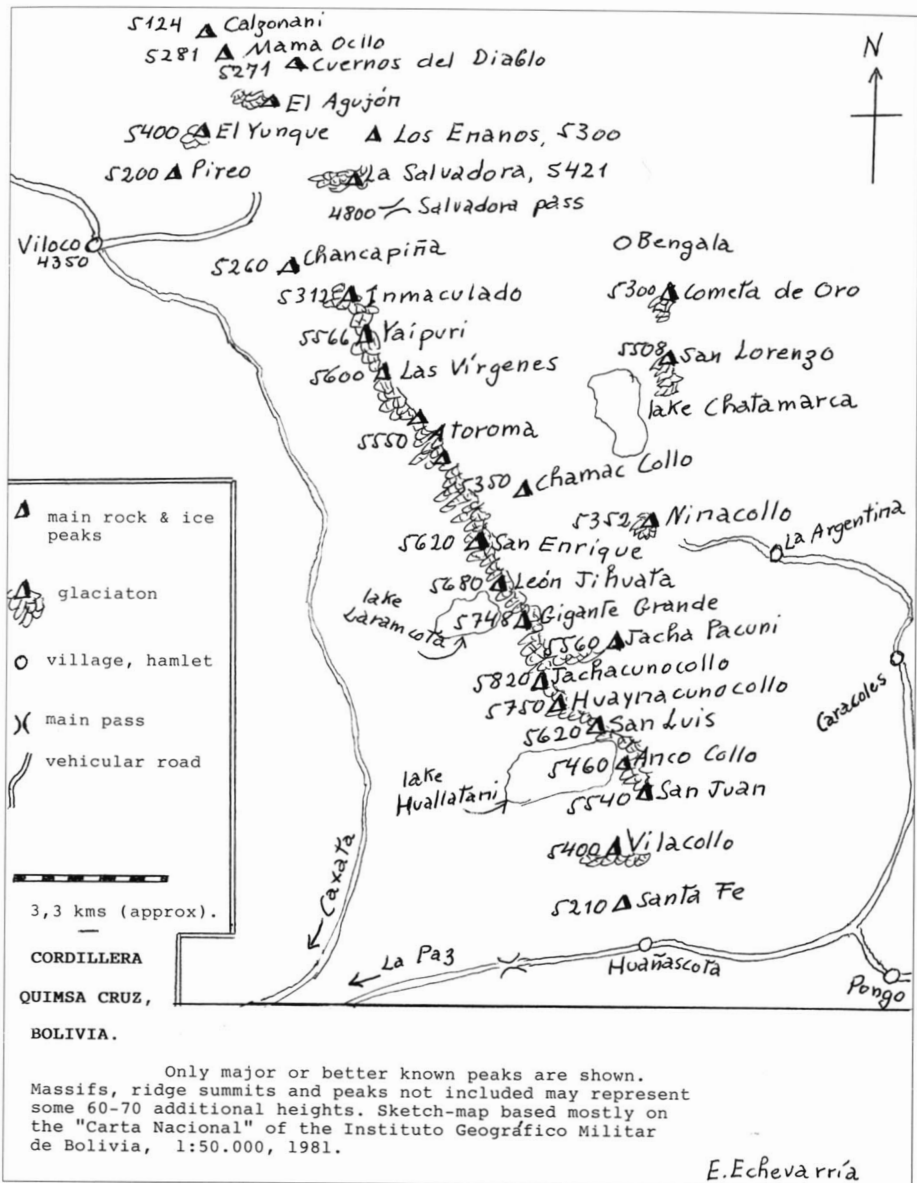 5124 Calgonani
5281 Mama Ocllo
5271 Cuernos del Diablo
N
El Agujón
5400 El Yunque
Los Enanos, 5300
5200 Pireo
La Salvadora, 5421
4800 Salvadora pass
Viloco
4350
5260 Chancapiña
Bengala
5312 Inmaculado
5300 Cometa de Oro
5566 Yaipuri
5508 San Lorenzo
5600 Las Vírgenes
lake Chatamarca
5550 Atoroma
5350 Chamac Collo
5352 Ninacollo
La Argentina
5620 San Enrique
5680 León Jihuata
lake
Laramcota
5748 Gigante Grande
5560 Jacha Pacuni
5820 Jachacunocollo
5750 Huaynacunocollo
Caracoles
5620 San Luis
5460 Anco Collo
lake
Huallatani
5540 San Juan
5400 Vilacollo
5210 Santa Fe
Caxata
La Paz
Huañascota
Pongo
main rock & ice
peaks
glaciaton
village, hamlet
main pass
vehicular road
3,3 kms (approx).
CORDILLERA
QUIMSA CRUZ,
BOLIVIA.
Only major or better known peaks are shown.
Massifs, ridge summits and peaks not included may represent
some 60-70 additional heights. Sketch-map based mostly on
the "Carta Nacional" of the Instituto Geográfico Militar
de Bolivia, 1:50.000, 1981.
E.Echevarría